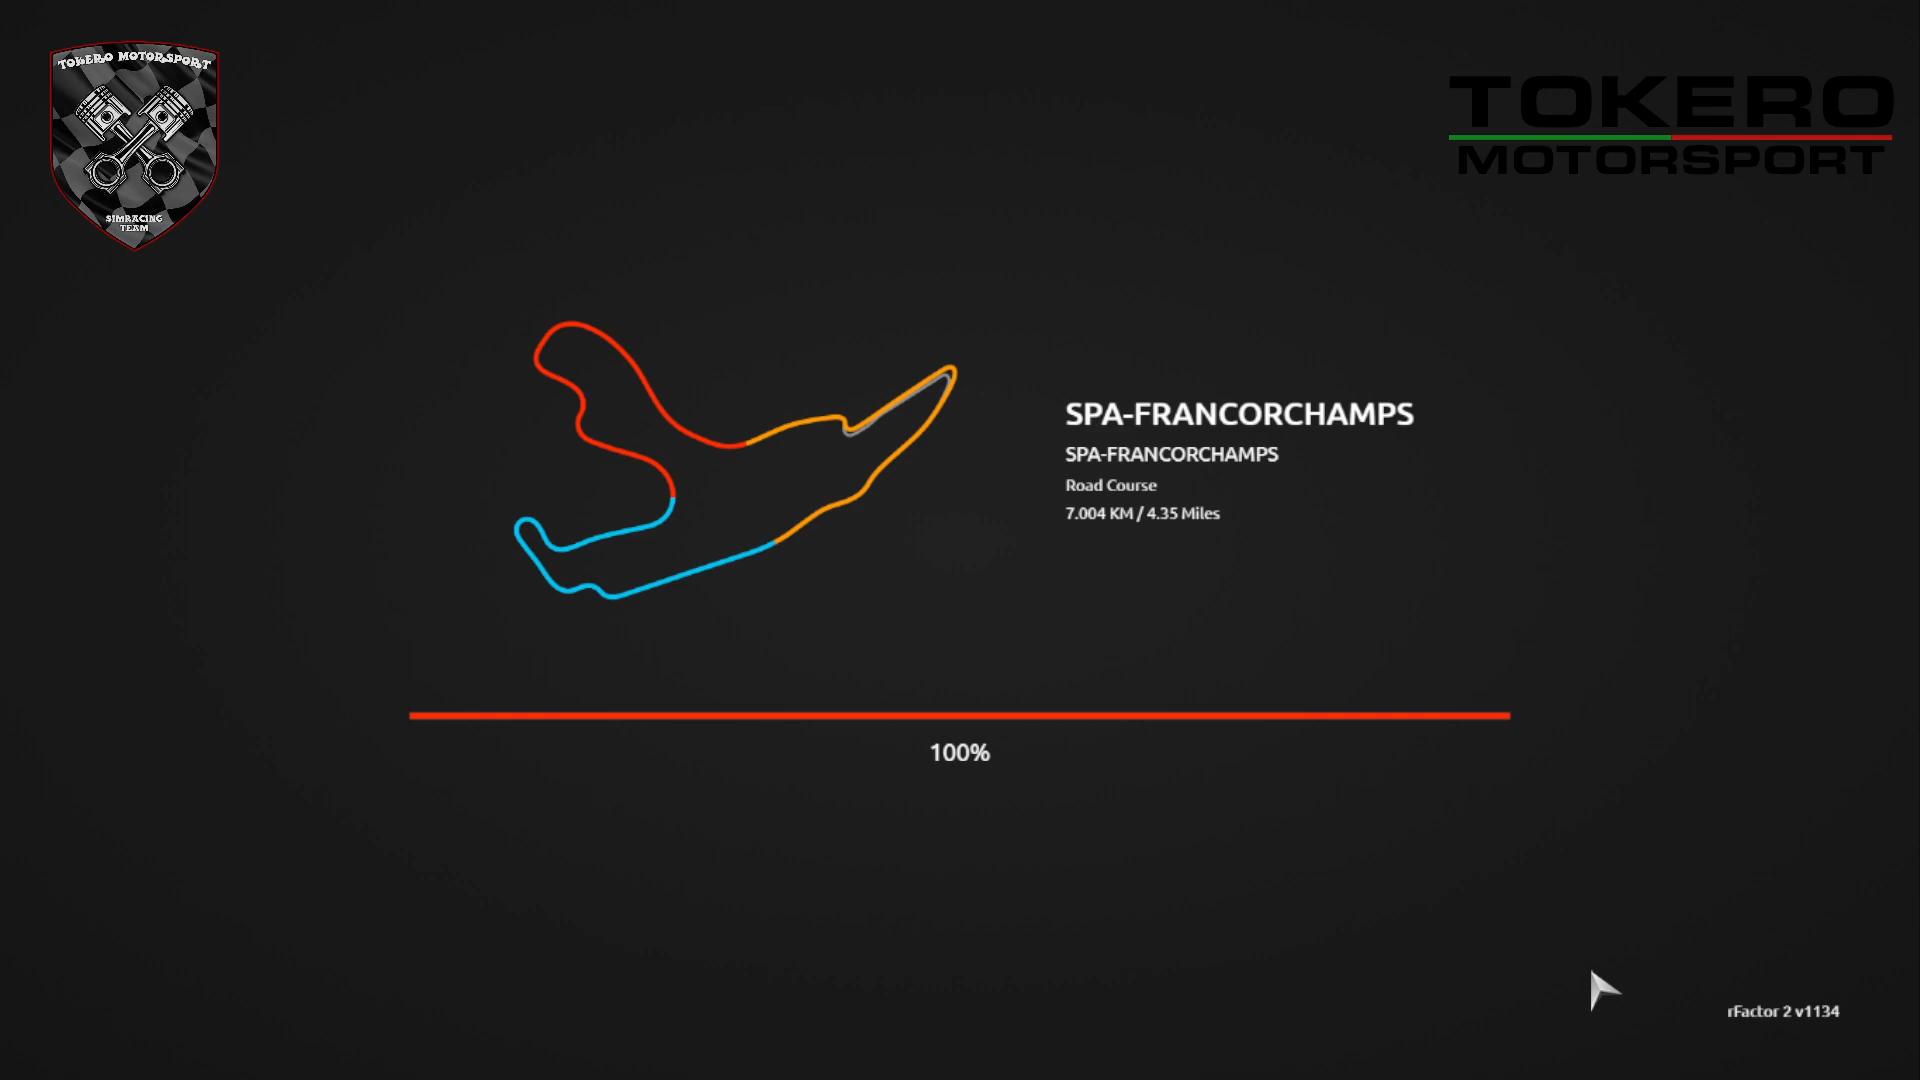 TOKERO MOTORSPORT
SIMRACING
TEAM
TOKERO
MOTORSPORT
SPA-FRANCORCHAMPS
SPA-FRANCORCHAMPS
Road Course
7.004 KM / 4.35 Miles
100%
rFactor 2 v1134